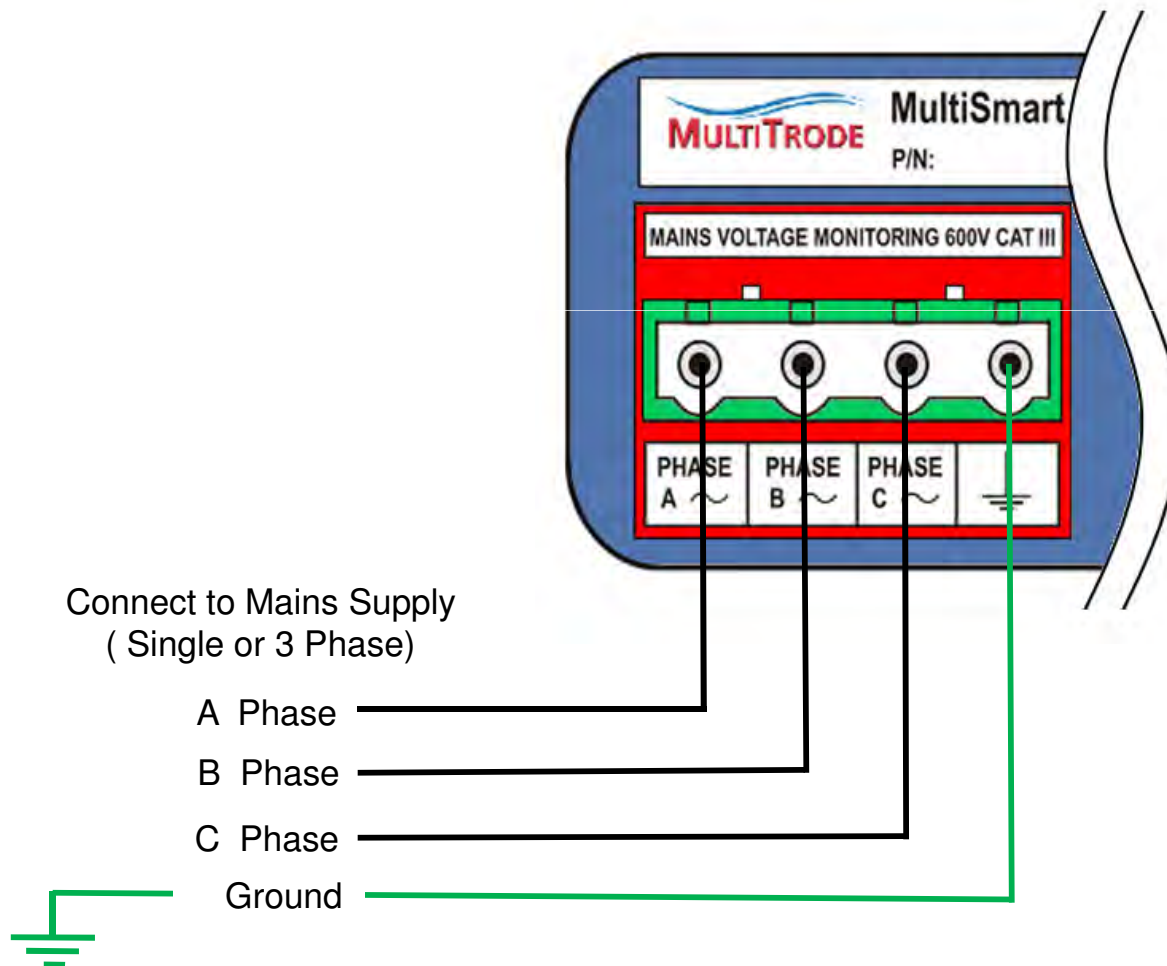 MULTITRODE
MultiSmart
P/N:
MAINS VOLTAGE MONITORING 600V CAT III
PHASE
A ~
PHASE
B ~
PHASE
C ~
Connect to Mains Supply
( Single or 3 Phase)
A Phase
B Phase
C Phase
Ground